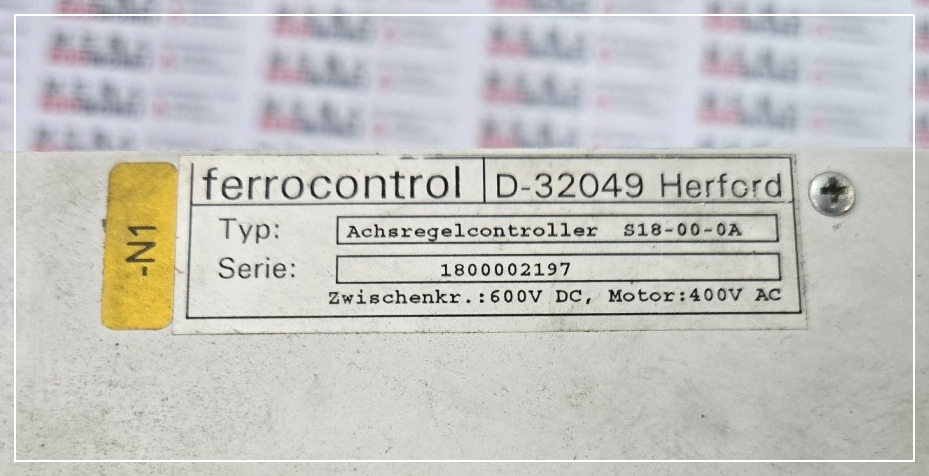 ferrocontrol D-32049 Herford
Typ: Achsregelcontroller S18-00-0A
Serie: 1800002197
Zwischenkr.:600V DC, Motor:400V AC
-N1